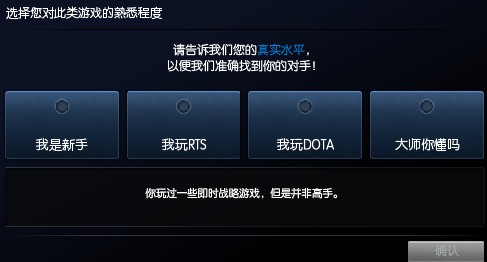 选择您对此类游戏的熟悉程度
请告诉我们您的真实水平，
以便我们准确找到你的对手！
我是新手
我玩RTS
我玩DOTA
大师你懂吗
你玩过一些即时战略游戏，但是并非高手。
确认